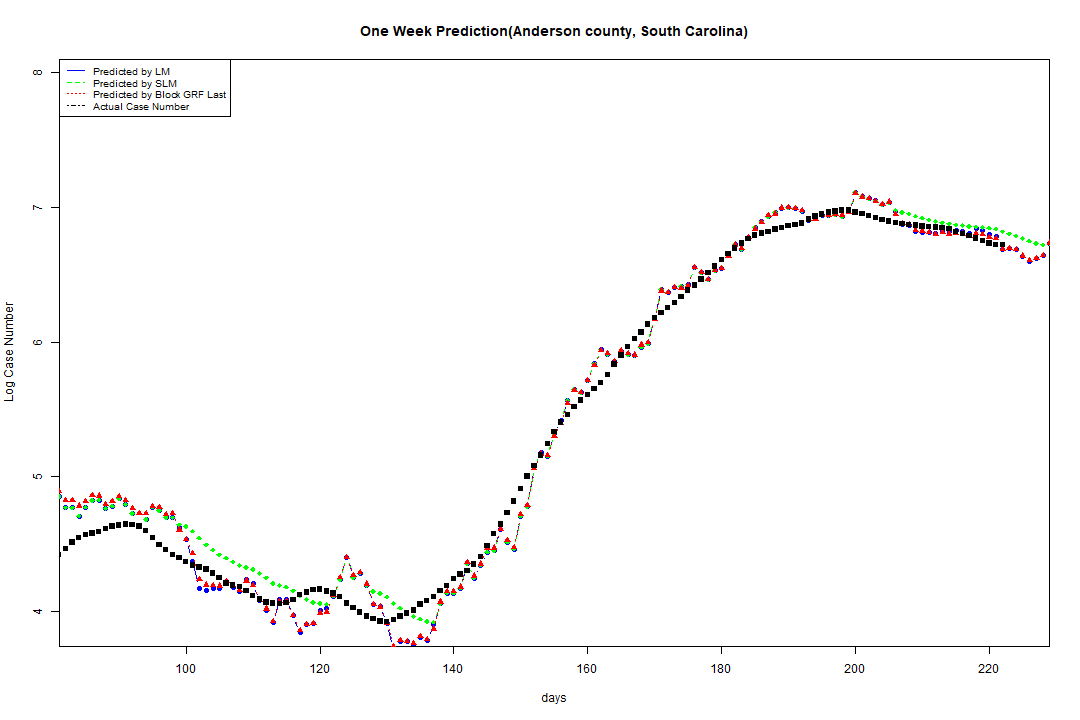 One Week Prediction(Anderson county, South Carolina)
Predicted by LM
Predicted by SLM
Predicted by Block GRF Last
Actual Case Number
8
7
6
5
4
Log Case Number
100 120 140 160 180 200 220
days